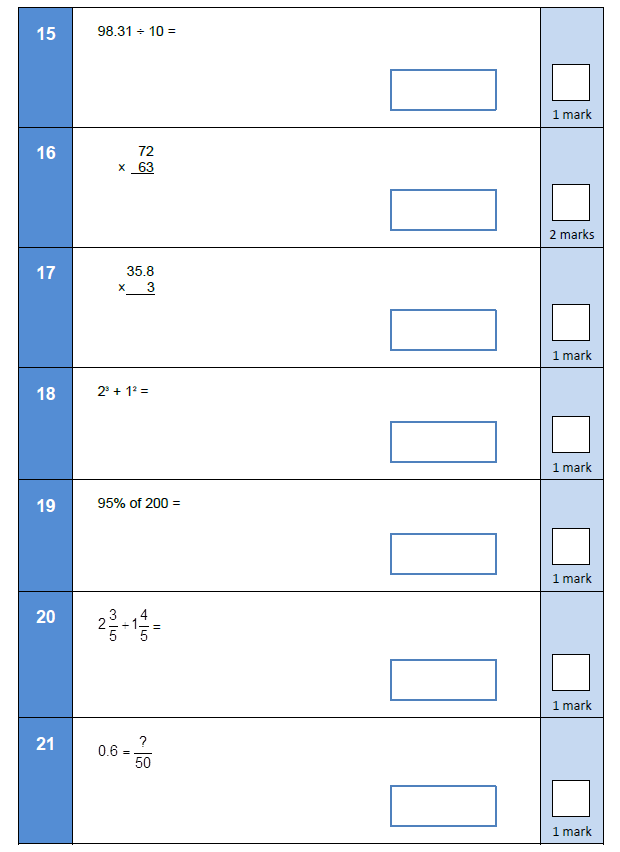 15
98.31 ÷ 10 =
1 mark
16
72
× 63
2 marks
17
35.8
× 3
1 mark
18
2³ + 1² =
1 mark
19
95% of 200 =
1 mark
20
2 3/5 ÷ 1 4/5 =
1 mark
21
0.6 = ?/50
1 mark